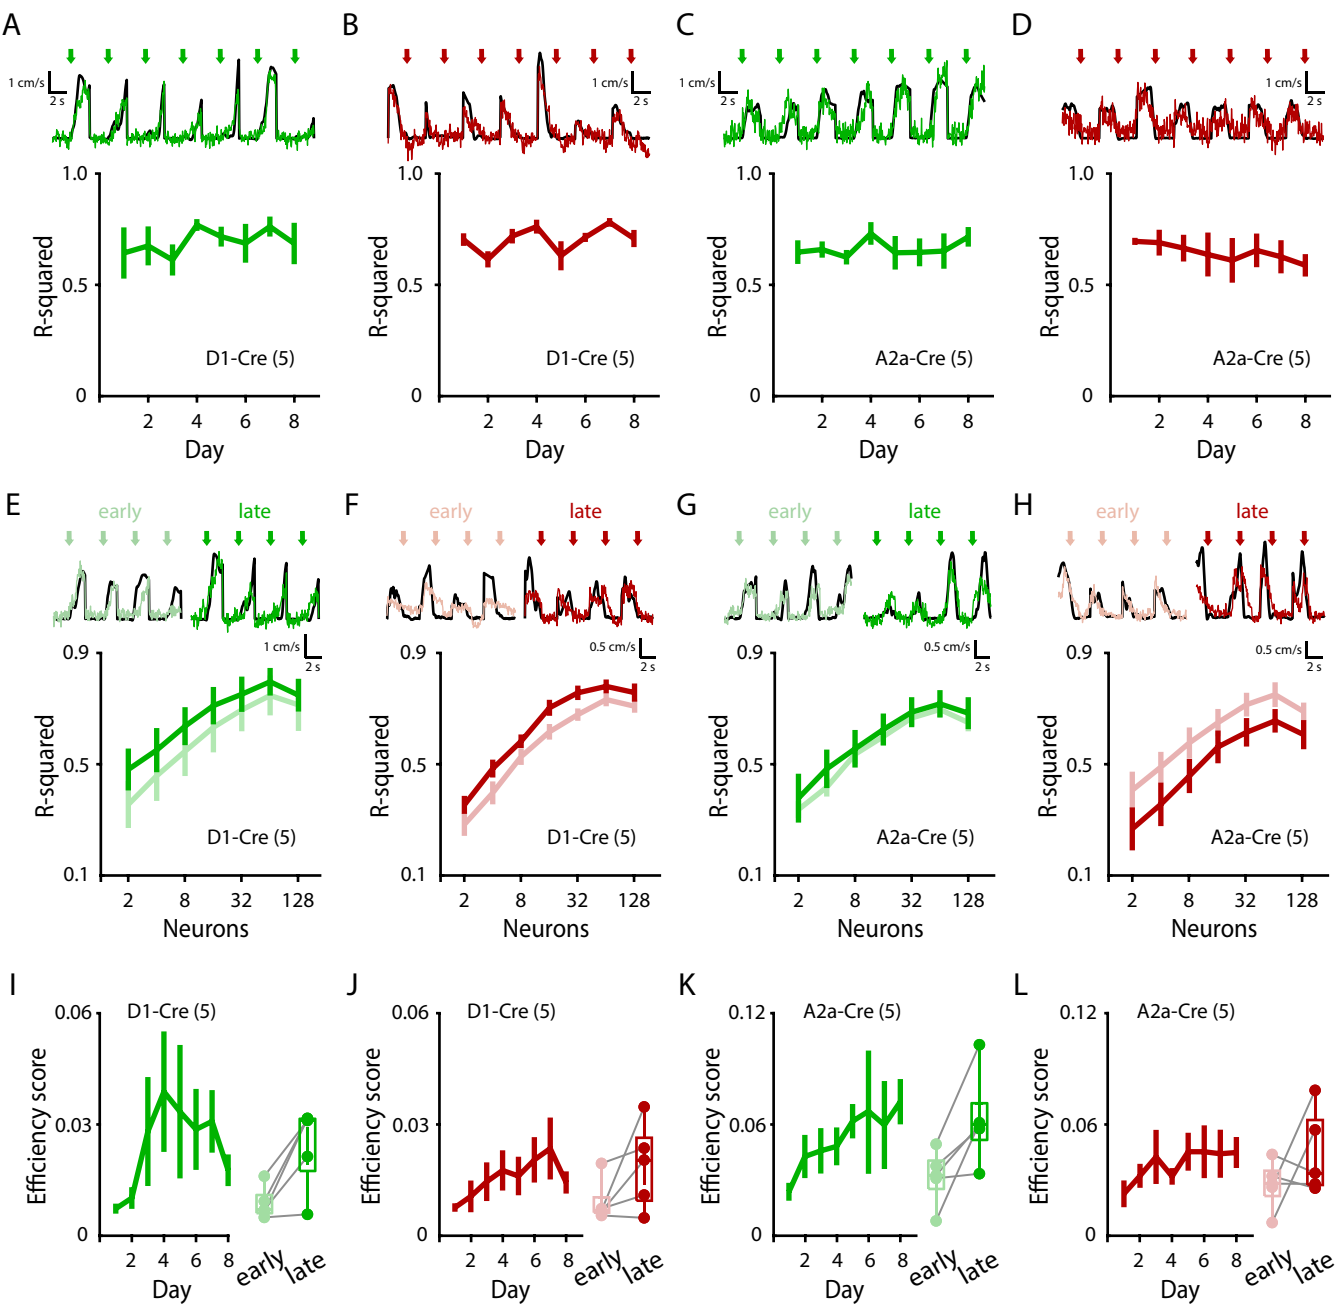 A
B
C
D
1 cm/s
2 s
1 cm/s
2 s
1 cm/s
2 s
1 cm/s
2 s
1.0
0.5
0
R-squared
D1-Cre (5)
2 4 6 8
Day
1.0
0.5
0
R-squared
D1-Cre (5)
2 4 6 8
Day
1.0
0.5
0
R-squared
A2a-Cre (5)
2 4 6 8
Day
1.0
0.5
0
R-squared
A2a-Cre (5)
2 4 6 8
Day
E
early late
1 cm/s
2 s
0.9
0.5
0.1
R-squared
D1-Cre (5)
2 8 32 128
Neurons
F
early late
0.5 cm/s
2 s
0.9
0.5
0.1
R-squared
D1-Cre (5)
2 8 32 128
Neurons
G
early late
0.5 cm/s
2 s
0.9
0.5
0.1
R-squared
A2a-Cre (5)
2 8 32 128
Neurons
H
early late
0.5 cm/s
2 s
0.9
0.5
0.1
R-squared
A2a-Cre (5)
2 8 32 128
Neurons
I
D1-Cre (5)
0.06
0.03
0
Efficiency score
2 4 6 8
Day
early late
J
D1-Cre (5)
0.06
0.03
0
Efficiency score
2 4 6 8
Day
early late
K
A2a-Cre (5)
0.12
0.06
0
Efficiency score
2 4 6 8
Day
early late
L
A2a-Cre (5)
0.12
0.06
0
Efficiency score
2 4 6 8
Day
early late